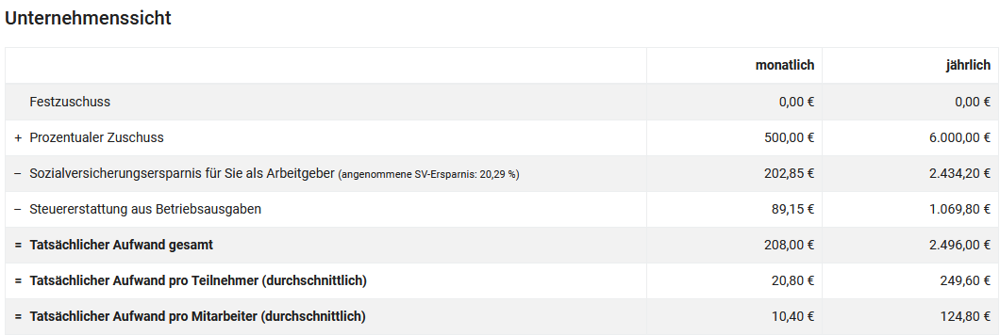 Unternehmenssicht
monatlich jährlich
Festzuschuss 0,00 € 0,00 €
+ Prozentualer Zuschuss 500,00 € 6.000,00 €
– Sozialversicherungsersparnis für Sie als Arbeitgeber (angenommene SV-Ersparnis: 20,29 %) 202,85 € 2.434,20 €
– Steuererstattung aus Betriebsausgaben 89,15 € 1.069,80 €
= Tatsächlicher Aufwand gesamt 208,00 € 2.496,00 €
= Tatsächlicher Aufwand pro Teilnehmer (durchschnittlich) 20,80 € 249,60 €
= Tatsächlicher Aufwand pro Mitarbeiter (durchschnittlich) 10,40 € 124,80 €